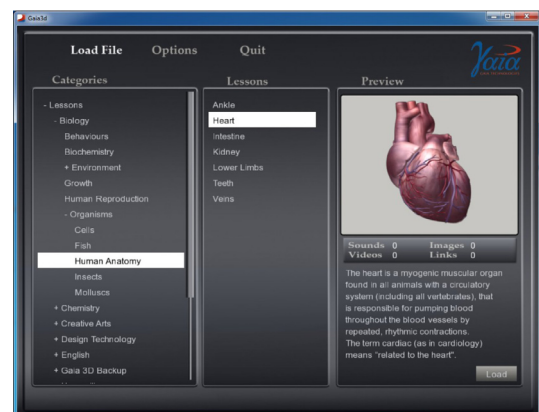 Gaia3d
Load File Options Quit
Gaia
Categories
Lessons
Preview
- Lessons
- Biology
Behaviours
Biochemistry
+ Environment
Growth
Human Reproduction
- Organisms
Cells
Fish
Human Anatomy
Insects
Molluscs
+ Chemistry
+ Creative Arts
+ Design Technology
+ English
+ Gaia 3D Backup
Ankle
Heart
Intestine
Kidney
Lower Limbs
Teeth
Veins
Sounds 0 Images 0
Videos 0 Links 0
The heart is a myogenic muscular organ
found in all animals with a circulatory
system (including all vertebrates), that
is responsible for pumping blood
throughout the blood vessels by
repeated, rhythmic contractions.
The term cardiac (as in cardiology)
means "related to the heart".
Load